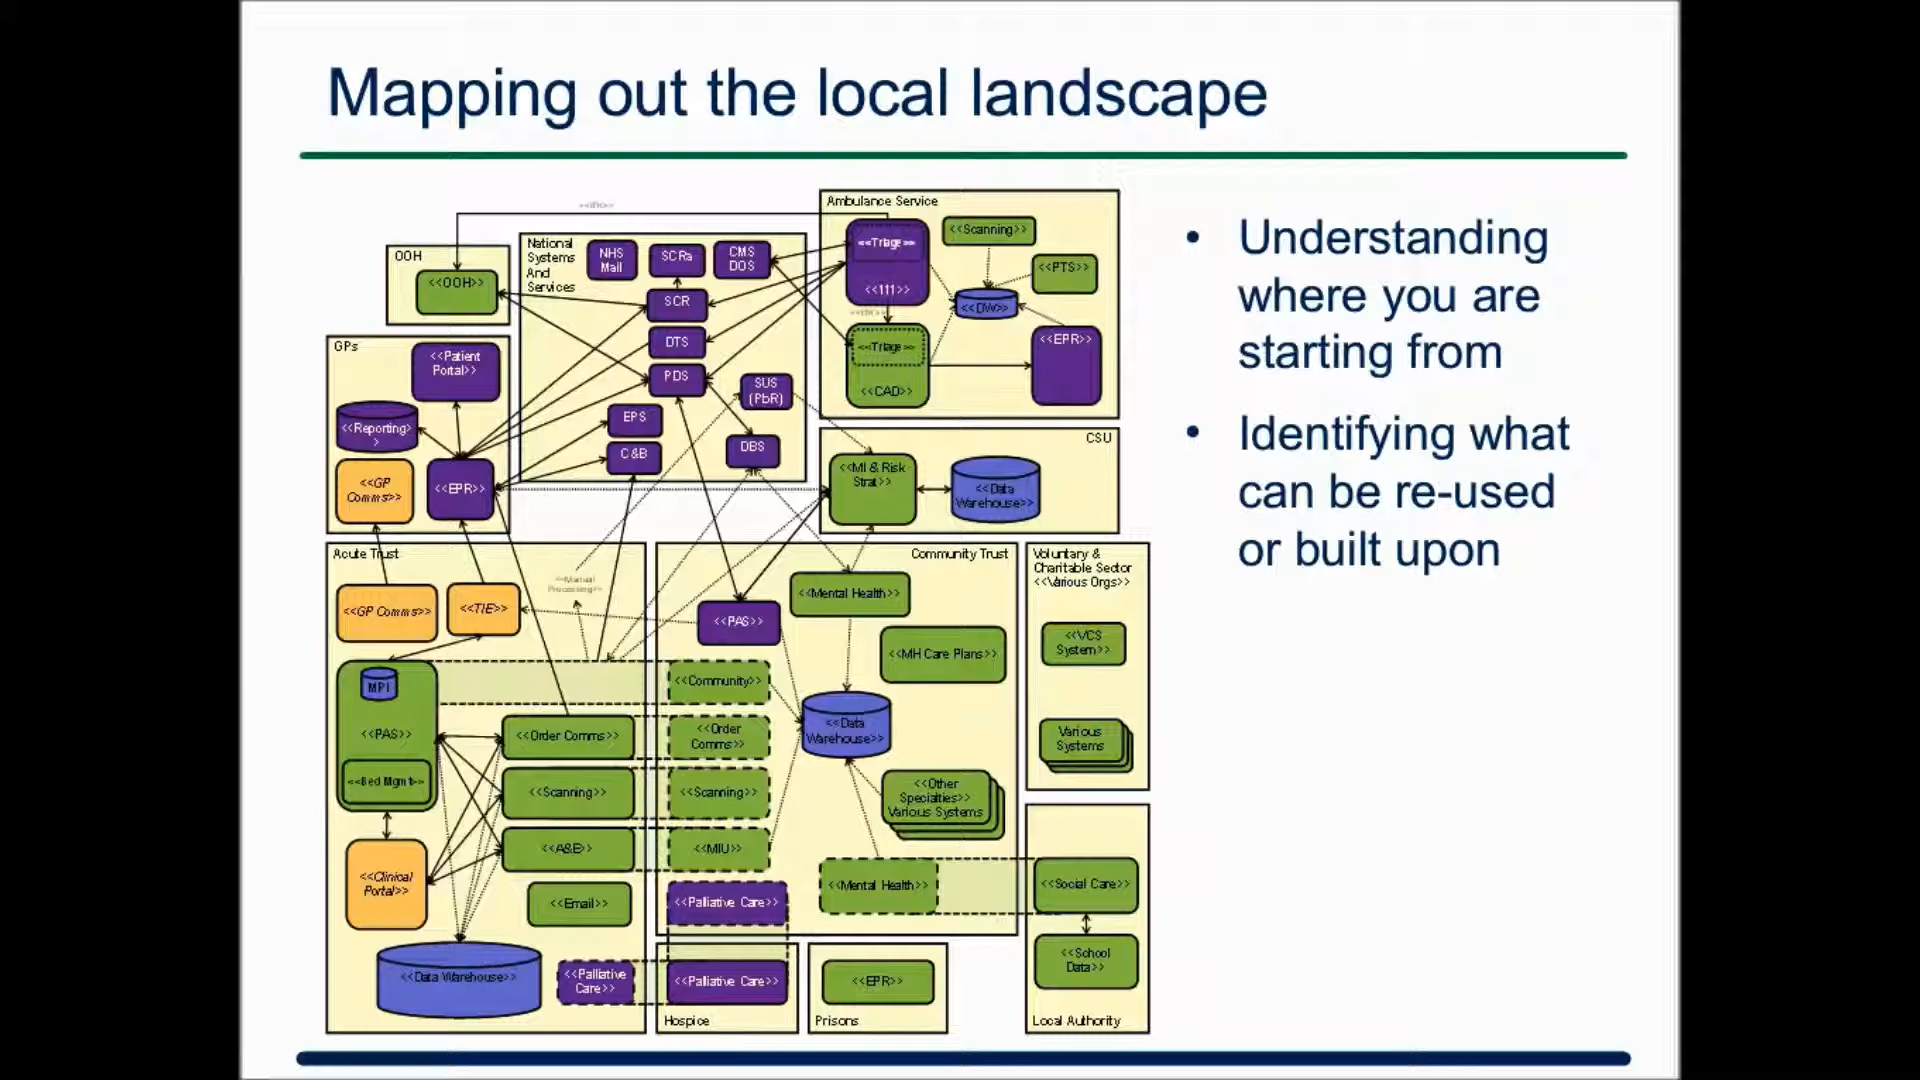 Mapping out the local landscape
Ambulance Service
<<Triage>>
<<111>>
<<Scanning>>
<<PTS>>
<<DW>>
<<Triage>>
<<CAD>>
<<EPR>>
OOH
<<OOH>>
National
Systems
And
Services
NHS
Mail
SCRa
CMS
DOS
SCR
DTS
PDS
SUS
(PbR)
EPS
C&B
DBS
GPs
<<Patient
Portal>>
<<Reporting>
>
<<GP
Comms>>
<<EPR>>
CSU
<<MI & Risk
Strat>>
<<Data
Warehouse>>
Acute Trust
<<GP Comms>>
<<TIE>>
<<Manual
Processing>>
MPI
<<PAS>>
<<Bed Mgmt>>
<<Order Comms>>
<<Scanning>>
<<A&E>>
<<Email>>
<<Clinical
Portal>>
<<Data Warehouse>>
<<Palliative
Care>>
Community Trust
<<Mental Health>>
<<PAS>>
<<MH Care Plans>>
<<Community>>
<<Order
Comms>>
<<Scanning>>
<<MIU>>
<<Data
Warehouse>>
<<Other
Specialties>>
Various Systems
<<Mental Health>>
<<Palliative Care>>
Voluntary &
Charitable Sector
<<Various Orgs>>
<<VCS
System>>
Various
Systems
<<Social Care>>
<<School
Data>>
Local Authority
<<Palliative Care>>
Hospice
<<EPR>>
Prisons
• Understanding
where you are
starting from
• Identifying what
can be re-used
or built upon